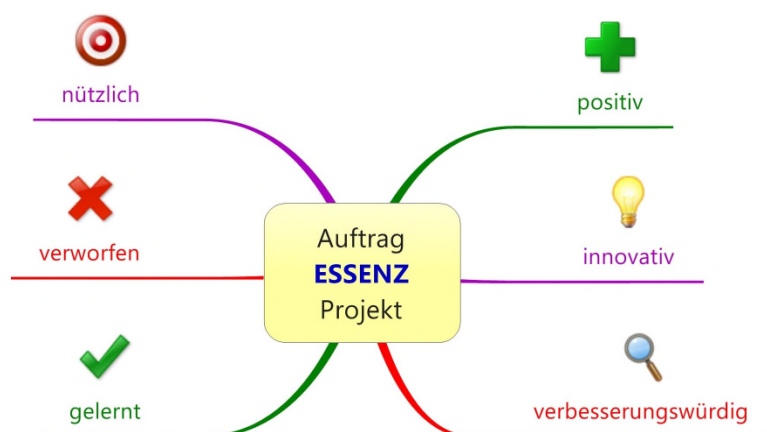 nützlich
positiv
verworfen
Auftrag
ESSENZ
Projekt
innovativ
gelernt
verbesserungswürdig